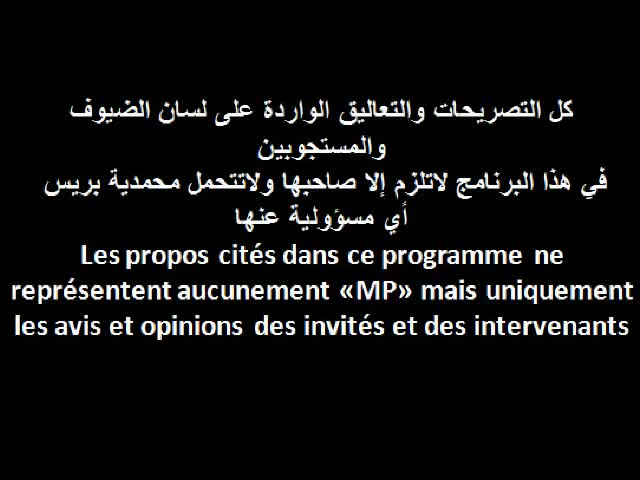 كل التصريحات والتعاليق الواردة على لسان الضيوف
والمستجوبين
في هذا البرنامج لاتلزم إلا صاحبها ولاتتحمل محمدية بريس
أي مسؤولية عنها
Les propos cités dans ce programme ne
représentent aucunement «MP» mais uniquement
les avis et opinions des invités et des intervenants